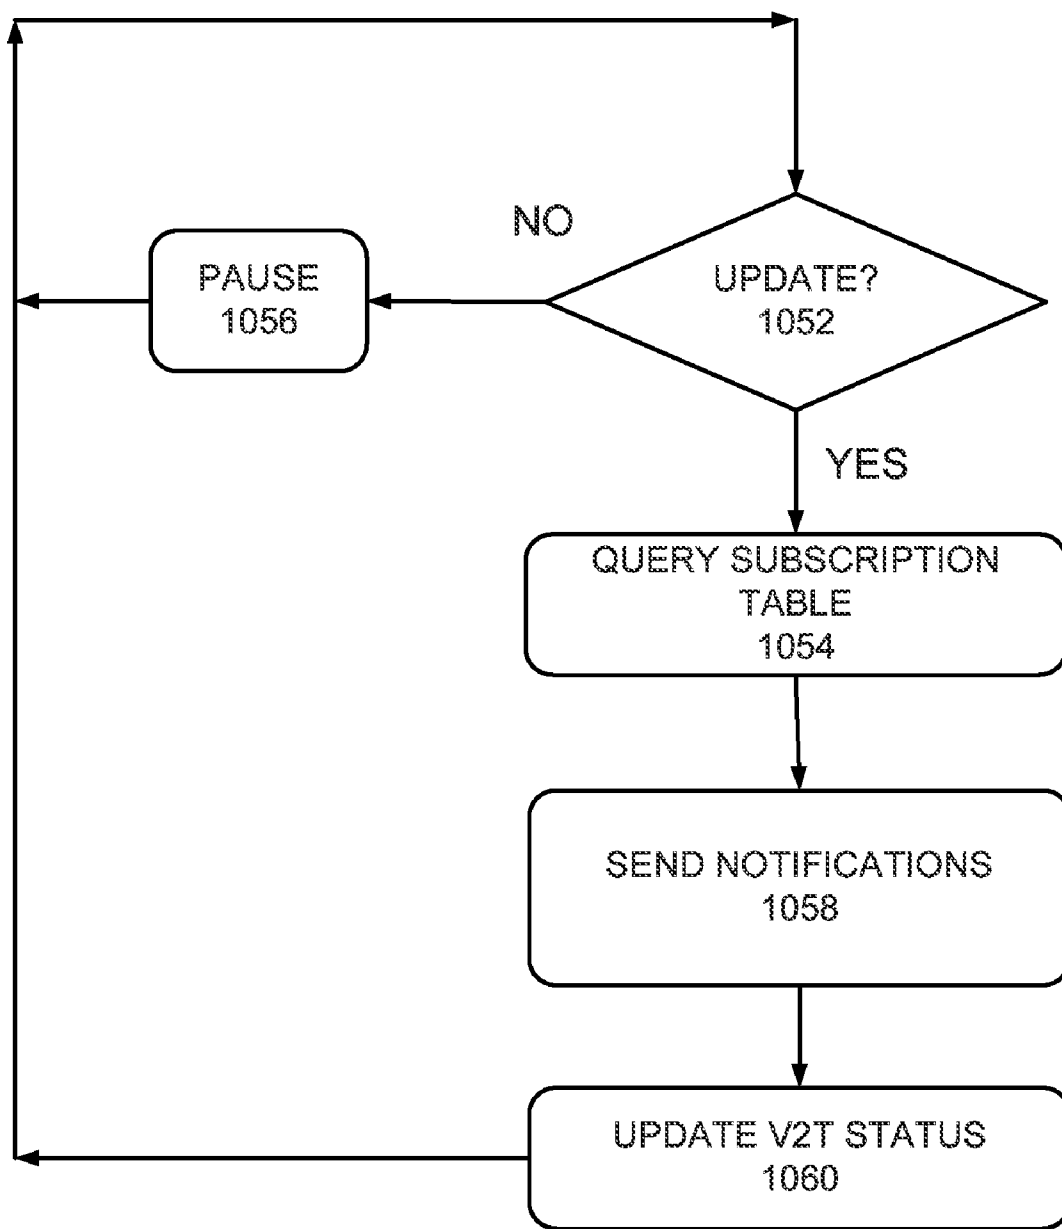 NO
PAUSE
1056
UPDATE?
1052
YES
QUERY SUBSCRIPTION
TABLE
1054
SEND NOTIFICATIONS
1058
UPDATE V2T STATUS
1060